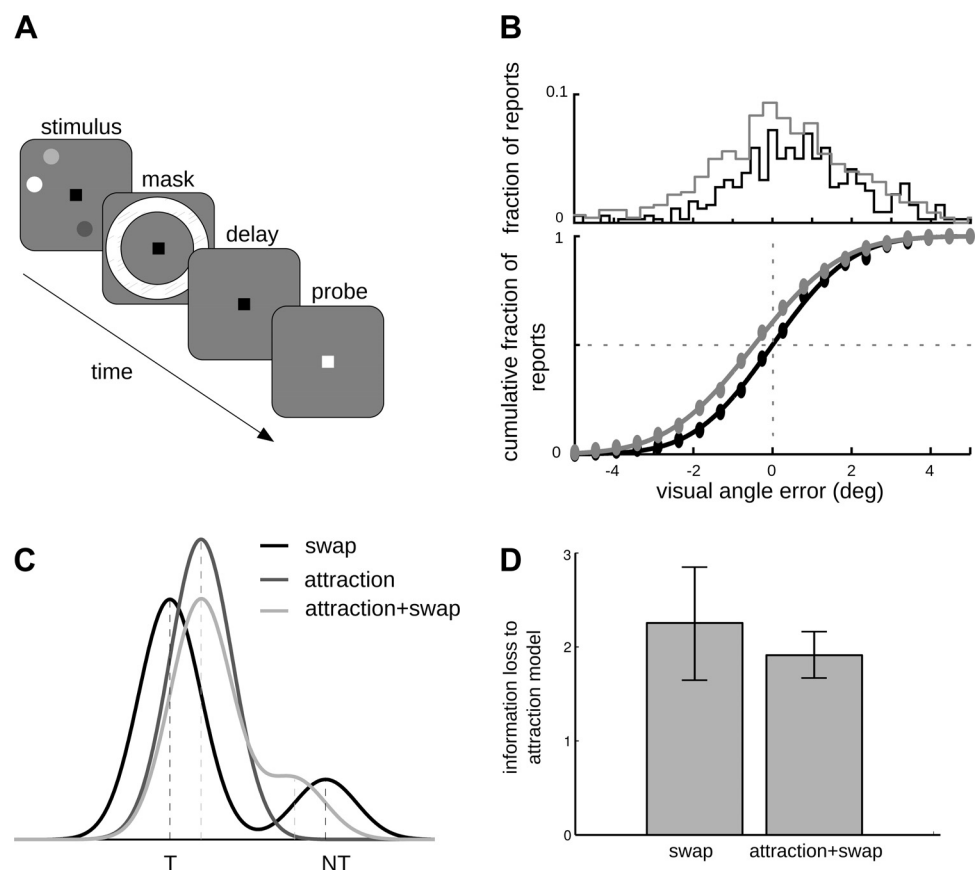 A
stimulus
mask
delay
probe
time
B
0.1
fraction of reports
0
1
cumulative fraction of
reports
0
-4 -2 0 2 4
visual angle error (deg)
C
swap
attraction
attraction+swap
T NT
D
3
2
1
0
information loss to
attraction model
swap attraction+swap